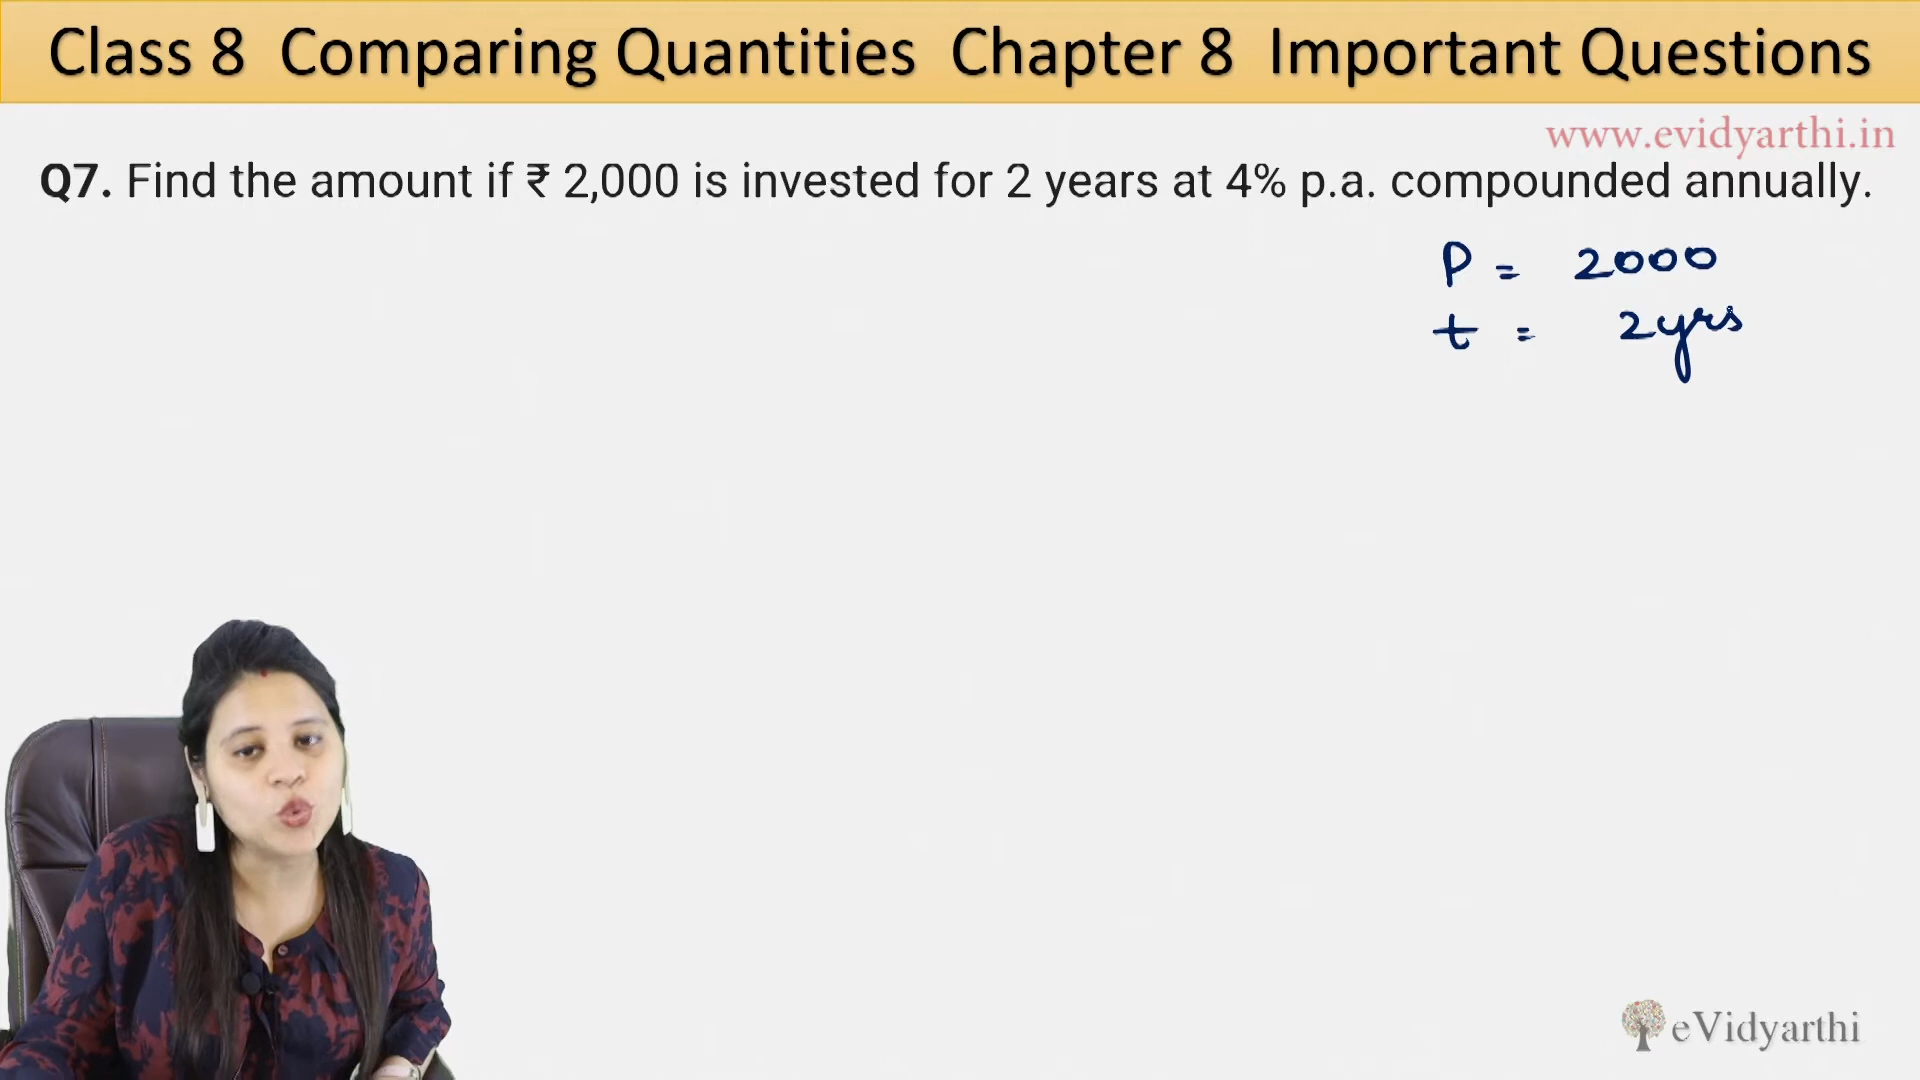 Class 8 Comparing Quantities Chapter 8 Important Questions
www.evidyarthi.in
Q7. Find the amount if ₹ 2,000 is invested for 2 years at 4% p.a. compounded annually.
P = 2000
t = 2yrs
eVidyarthi